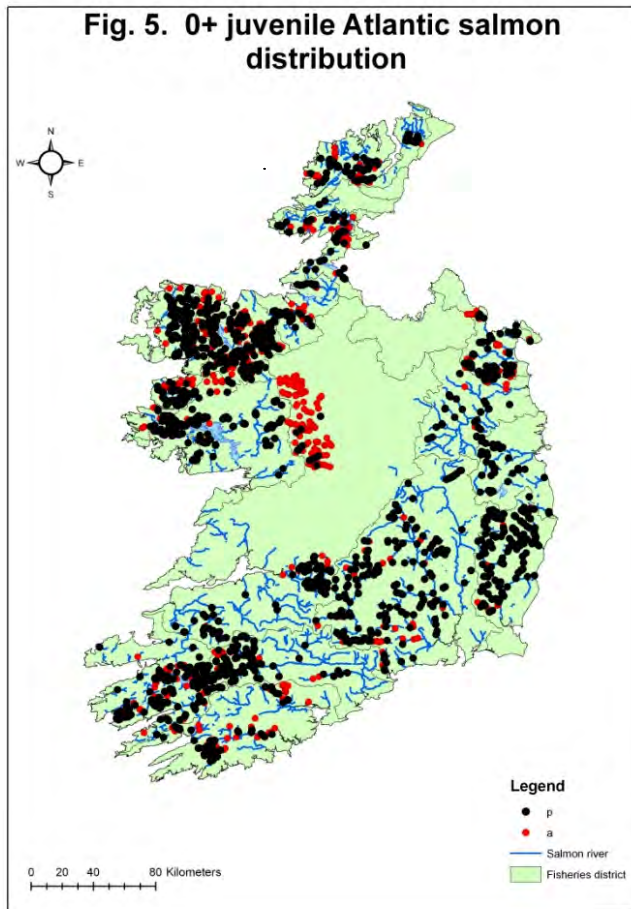 Fig. 5. 0+ juvenile Atlantic salmon
distribution
N
W E
S
Legend
p
a
Salmon river
Fisheries district
0 20 40 80 Kilometers